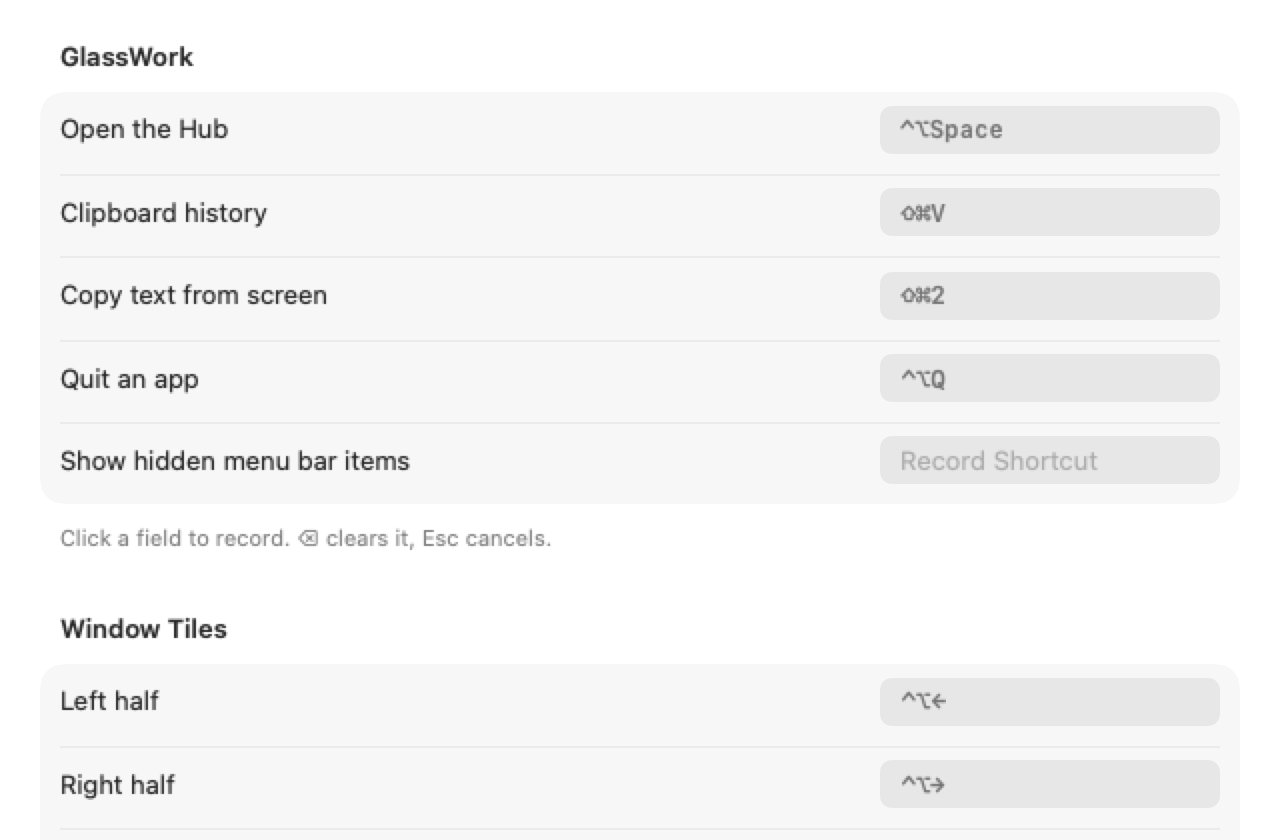 GlassWork
Open the Hub ⌃⌥Space
Clipboard history ⇧⌘V
Copy text from screen ⇧⌘2
Quit an app ⌃⌥Q
Show hidden menu bar items Record Shortcut
Click a field to record. ⌫ clears it, Esc cancels.
Window Tiles
Left half ⌃⌥←
Right half ⌃⌥→